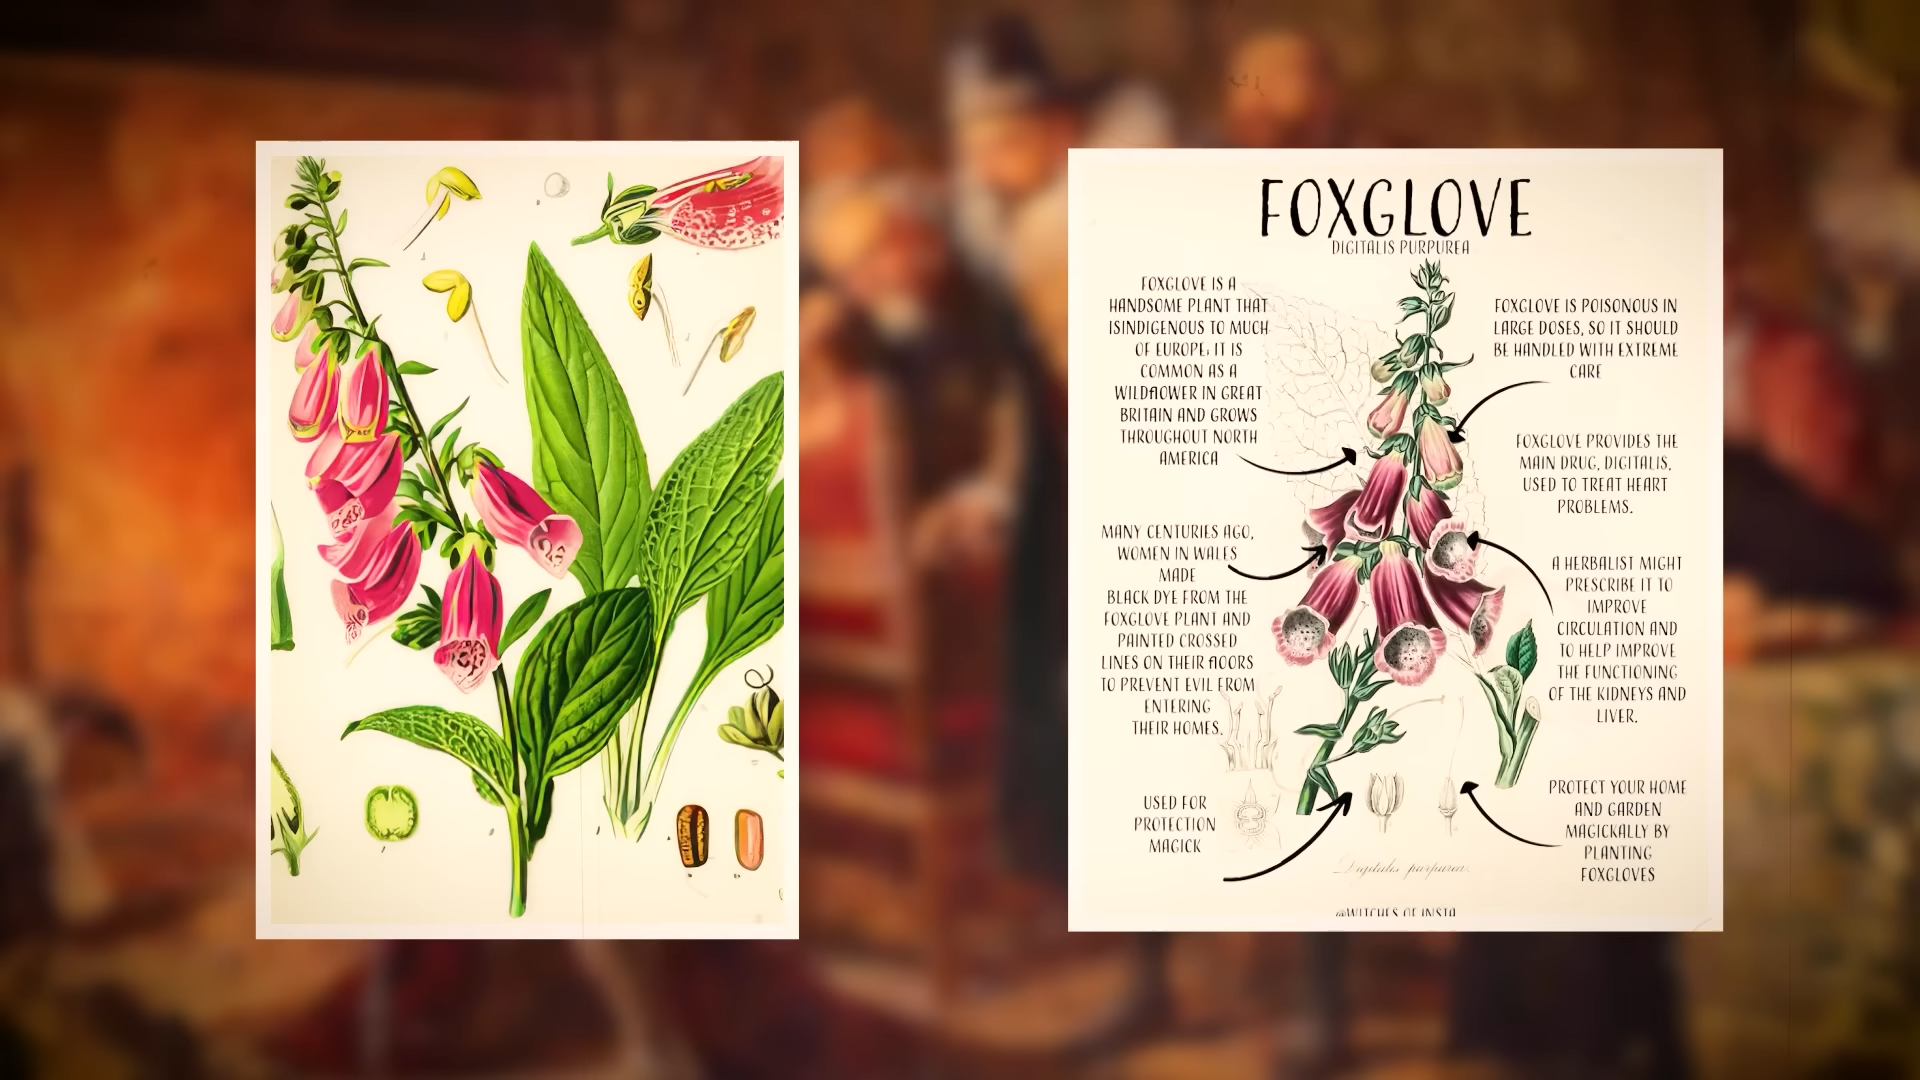 FOXGLOVE
DIGITALIS PURPUREA
FOXGLOVE IS A
HANDSOME PLANT THAT
ISINDIGENOUS TO MUCH
OF EUROPE; IT IS
COMMON AS A
WILDFLOWER IN GREAT
BRITAIN AND GROWS
THROUGHOUT NORTH
AMERICA
MANY CENTURIES AGO,
WOMEN IN WALES
MADE
BLACK DYE FROM THE
FOXGLOVE PLANT AND
PAINTED CROSSED
LINES ON THEIR FLOORS
TO PREVENT EVIL FROM
ENTERING
THEIR HOMES.
USED FOR
PROTECTION
MAGICK
FOXGLOVE IS POISONOUS IN
LARGE DOSES, SO IT SHOULD
BE HANDLED WITH EXTREME
CARE
FOXGLOVE PROVIDES THE
MAIN DRUG, DIGITALIS,
USED TO TREAT HEART
PROBLEMS.
A HERBALIST MIGHT
PRESCRIBE IT TO
IMPROVE
CIRCULATION AND
TO HELP IMPROVE
THE FUNCTIONING
OF THE KIDNEYS AND
LIVER.
PROTECT YOUR HOME
AND GARDEN
MAGICKALLY BY
PLANTING
FOXGLOVES
Digitalis purpurea.
@WITCHES OF INSTA